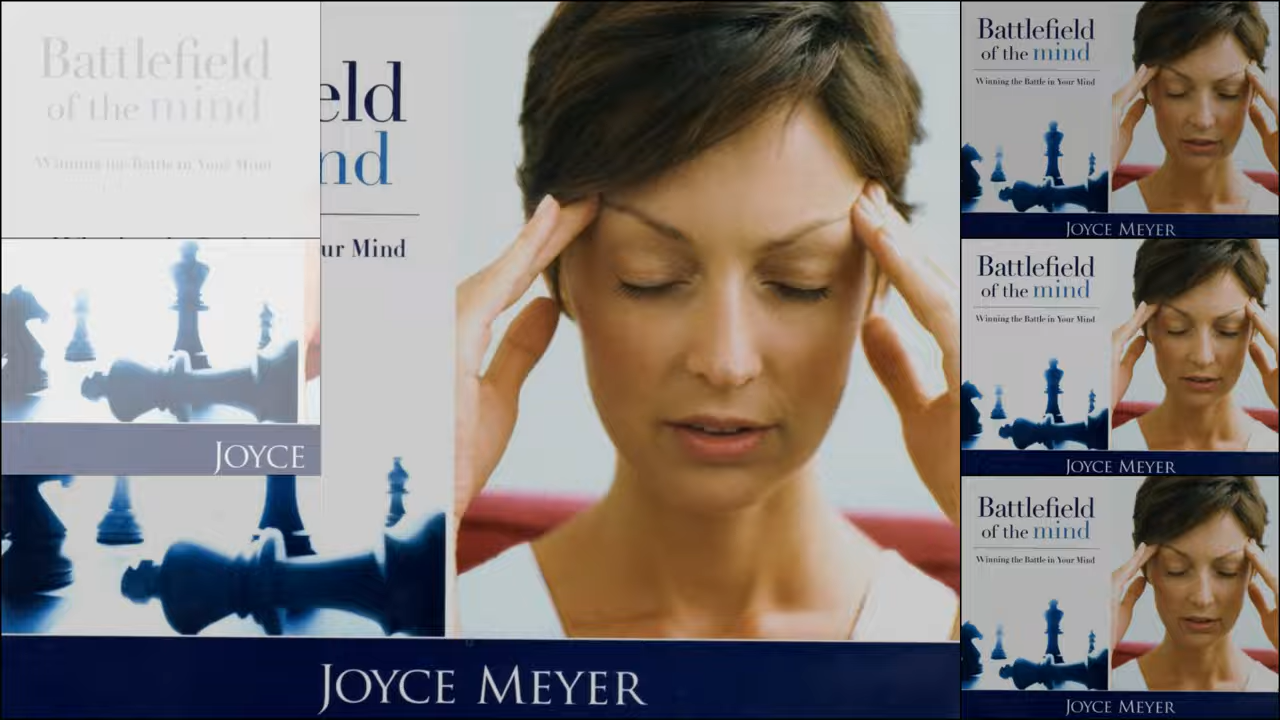 Battlefield
of the mind
Winning the Battle in Your Mind
eld
nd
ur Mind
JOYCE
JOYCE MEYER
Battlefield
of the mind
Winning the Battle in Your Mind
JOYCE MEYER
Battlefield
of the mind
Winning the Battle in Your Mind
JOYCE MEYER
Battlefield
of the mind
Winning the Battle in Your Mind
JOYCE MEYER